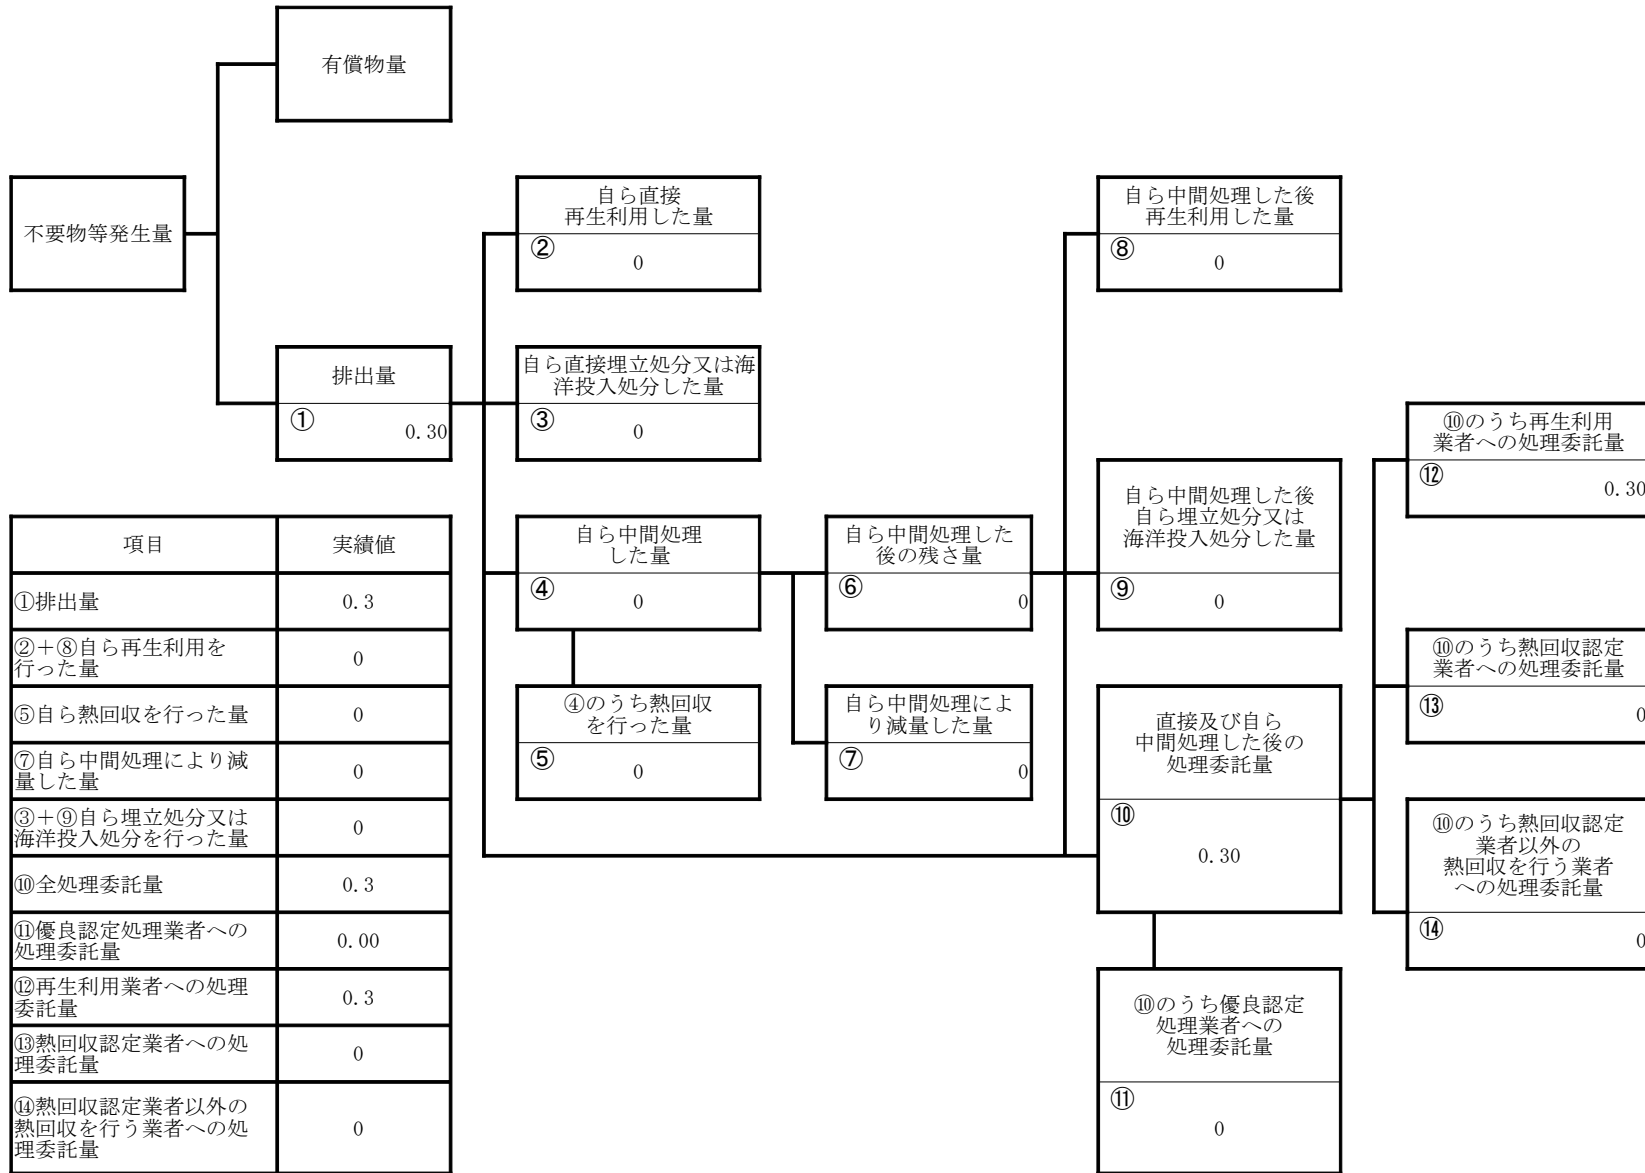 有償物量
不要物等発生量
自ら直接
再生利用した量
②
0
自ら中間処理した後
再生利用した量
⑧
0
排出量
①
0.30
自ら直接埋立処分又は海
洋投入処分した量
③
0
⑩のうち再生利用
業者への処理委託量
⑫
0.30
自ら中間処理
した量
④
0
自ら中間処理した
後の残さ量
⑥
0
自ら中間処理した後
自ら埋立処分又は
海洋投入処分した量
⑨
0
⑩のうち熱回収認定
業者への処理委託量
⑬
0
④のうち熱回収
を行った量
⑤
0
自ら中間処理によ
り減量した量
⑦
0
直接及び自ら
中間処理した後の
処理委託量
⑩
0.30
⑩のうち熱回収認定
業者以外の
熱回収を行う業者
への処理委託量
⑭
0
⑩のうち優良認定
処理業者への
処理委託量
⑪
0
項目 実績値
①排出量 0.3
②+⑧自ら再生利用を
行った量 0
⑤自ら熱回収を行った量 0
⑦自ら中間処理により減
量した量 0
③+⑨自ら埋立処分又は
海洋投入処分を行った量 0
⑩全処理委託量 0.3
⑪優良認定処理業者への
処理委託量 0.00
⑫再生利用業者への処理
委託量 0.3
⑬熱回収認定業者への処
理委託量 0
⑭熱回収認定業者以外の
熱回収を行う業者への処
理委託量 0